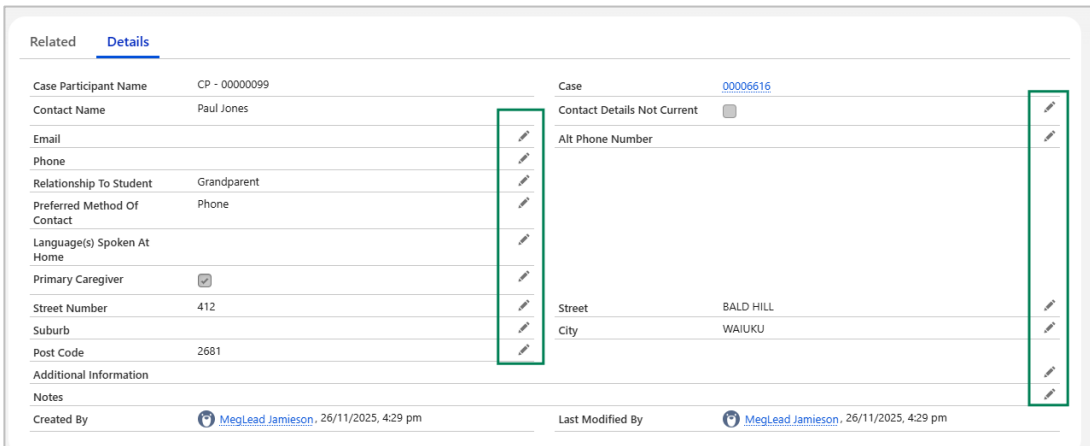 Related Details
Case Participant Name CP - 00000099 Case 00006616
Contact Name Paul Jones Contact Details Not Current
Email Alt Phone Number
Phone
Relationship To Student Grandparent
Preferred Method Of Phone
Contact
Language(s) Spoken At
Home
Primary Caregiver
Street Number 412 Street BALD HILL
Suburb City WAIUKU
Post Code 2681
Additional Information
Notes
Created By MegLead Jamieson, 26/11/2025, 4:29 pm Last Modified By MegLead Jamieson, 26/11/2025, 4:29 pm